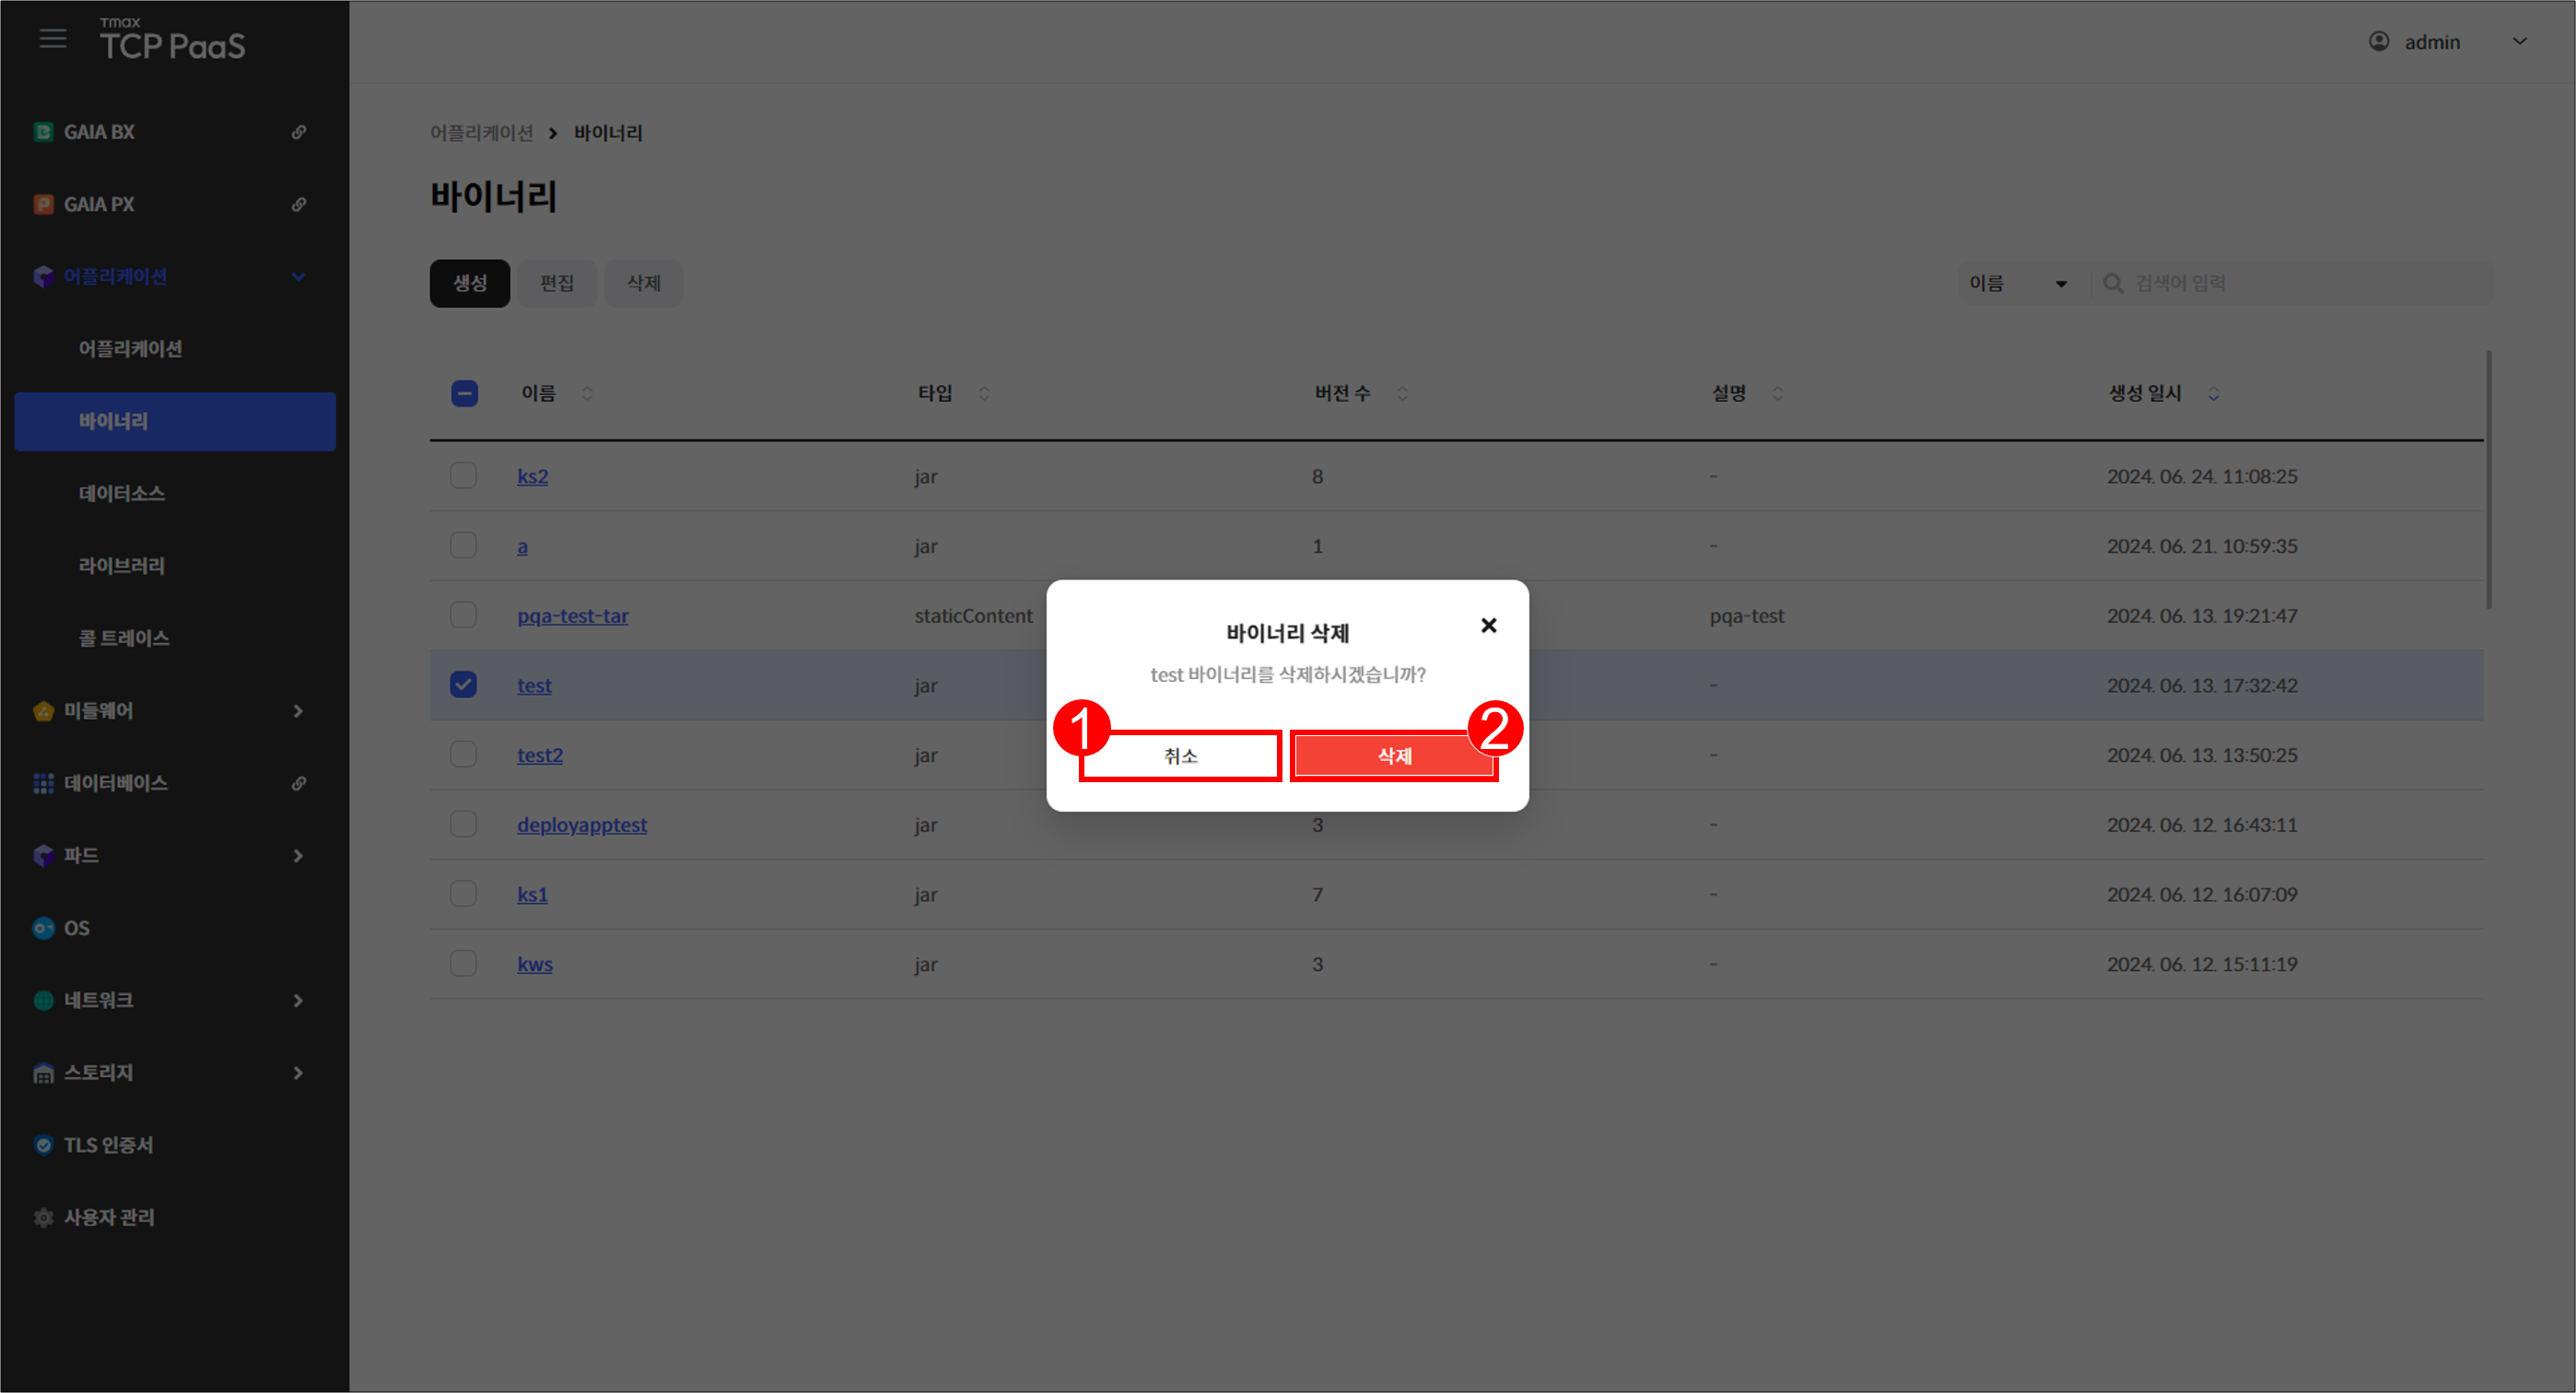 Tmax
TCP PaaS
admin
GAIA BX
GAIA PX
어플리케이션
어플리케이션
바이너리
데이터소스
라이브러리
콜 트레이스
미들웨어
데이터베이스
파드
OS
네트워크
스토리지
TLS 인증서
사용자 관리
어플리케이션 > 바이너리
바이너리
생성 편집 삭제
이름 검색어 입력
이름 타입 버전 수 설명 생성 일시
ks2 jar 8 - 2024. 06. 24. 11:08:25
a jar 1 - 2024. 06. 21. 10:59:35
pqa-test-tar staticContent pqa-test 2024. 06. 13. 19:21:47
test jar - 2024. 06. 13. 17:32:42
test2 jar - 2024. 06. 13. 13:50:25
deployapptest jar 3 - 2024. 06. 12. 16:43:11
ks1 jar 7 - 2024. 06. 12. 16:07:09
kws jar 3 - 2024. 06. 12. 15:11:19
바이너리 삭제
test 바이너리를 삭제하시겠습니까?
1 취소
2 삭제